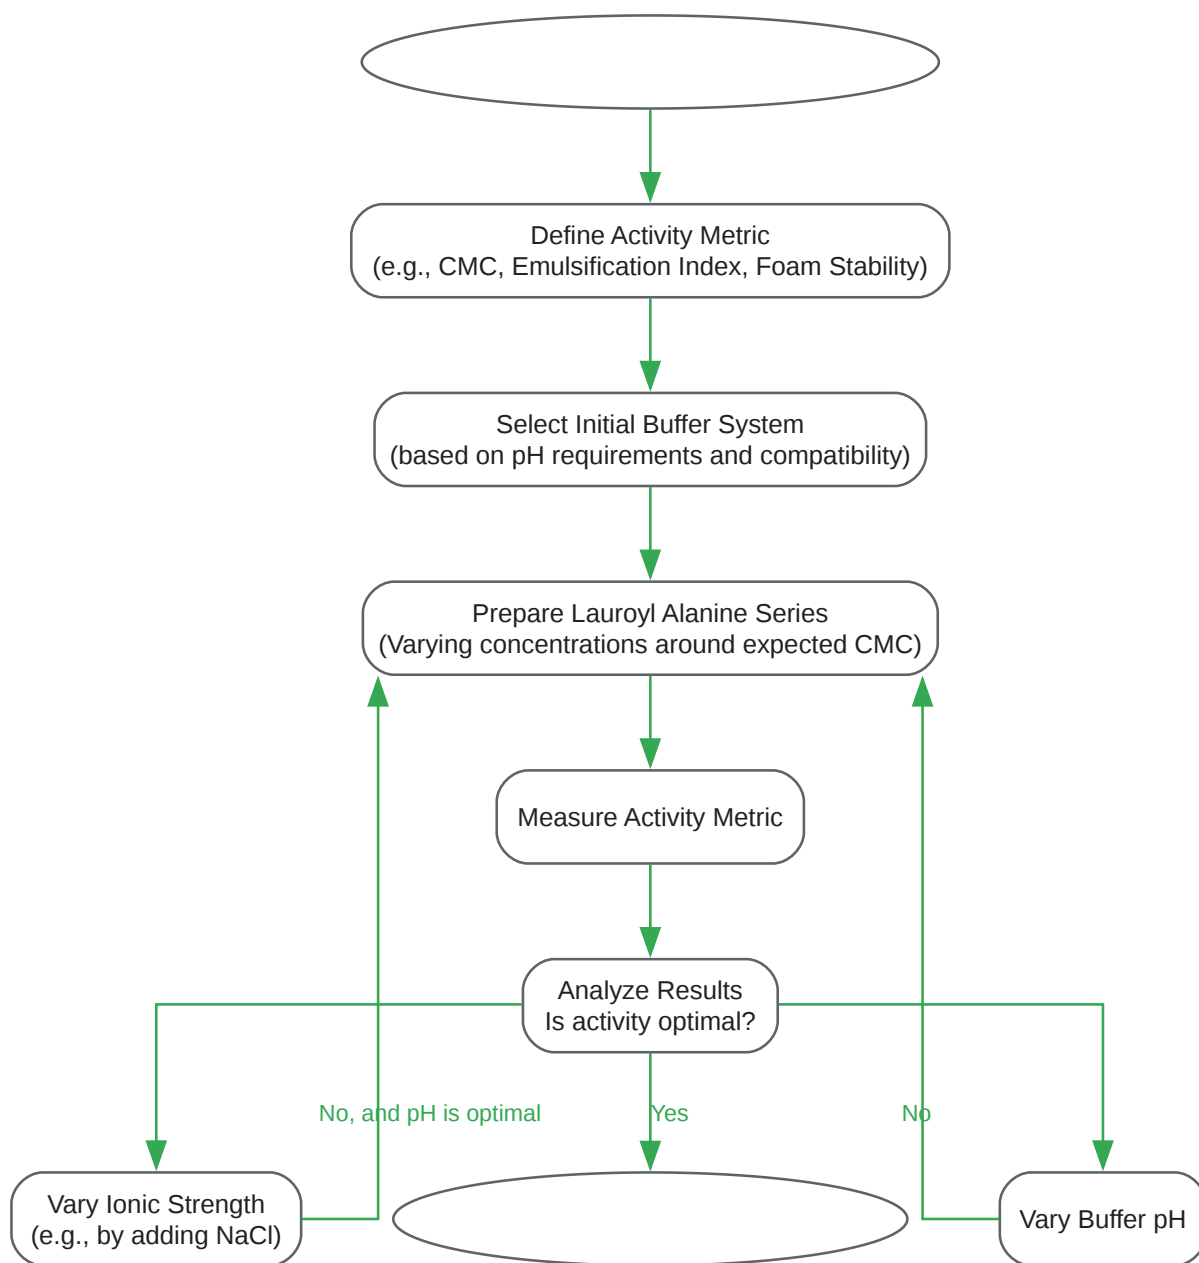 Define Activity Metric
(e.g., CMC, Emulsification Index, Foam Stability)
Select Initial Buffer System
(based on pH requirements and compatibility)
Prepare Lauroyl Alanine Series
(Varying concentrations around expected CMC)
Measure Activity Metric
Analyze Results
Is activity optimal?
No, and pH is optimal
Yes
No
Vary Ionic Strength
(e.g., by adding NaCl)
Vary Buffer pH